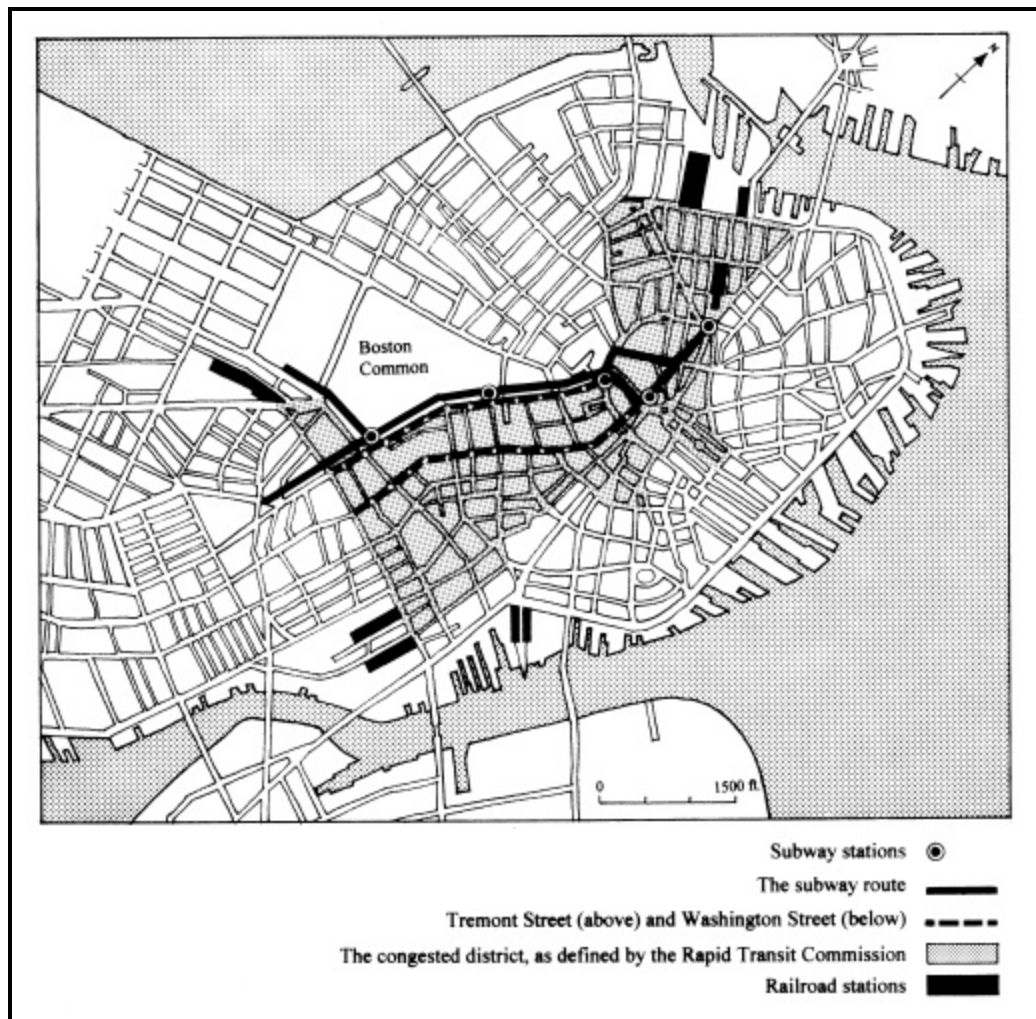 N
Boston
Common
0 1500 ft.
Subway stations
The subway route
Tremont Street (above) and Washington Street (below)
The congested district, as defined by the Rapid Transit Commission
Railroad stations